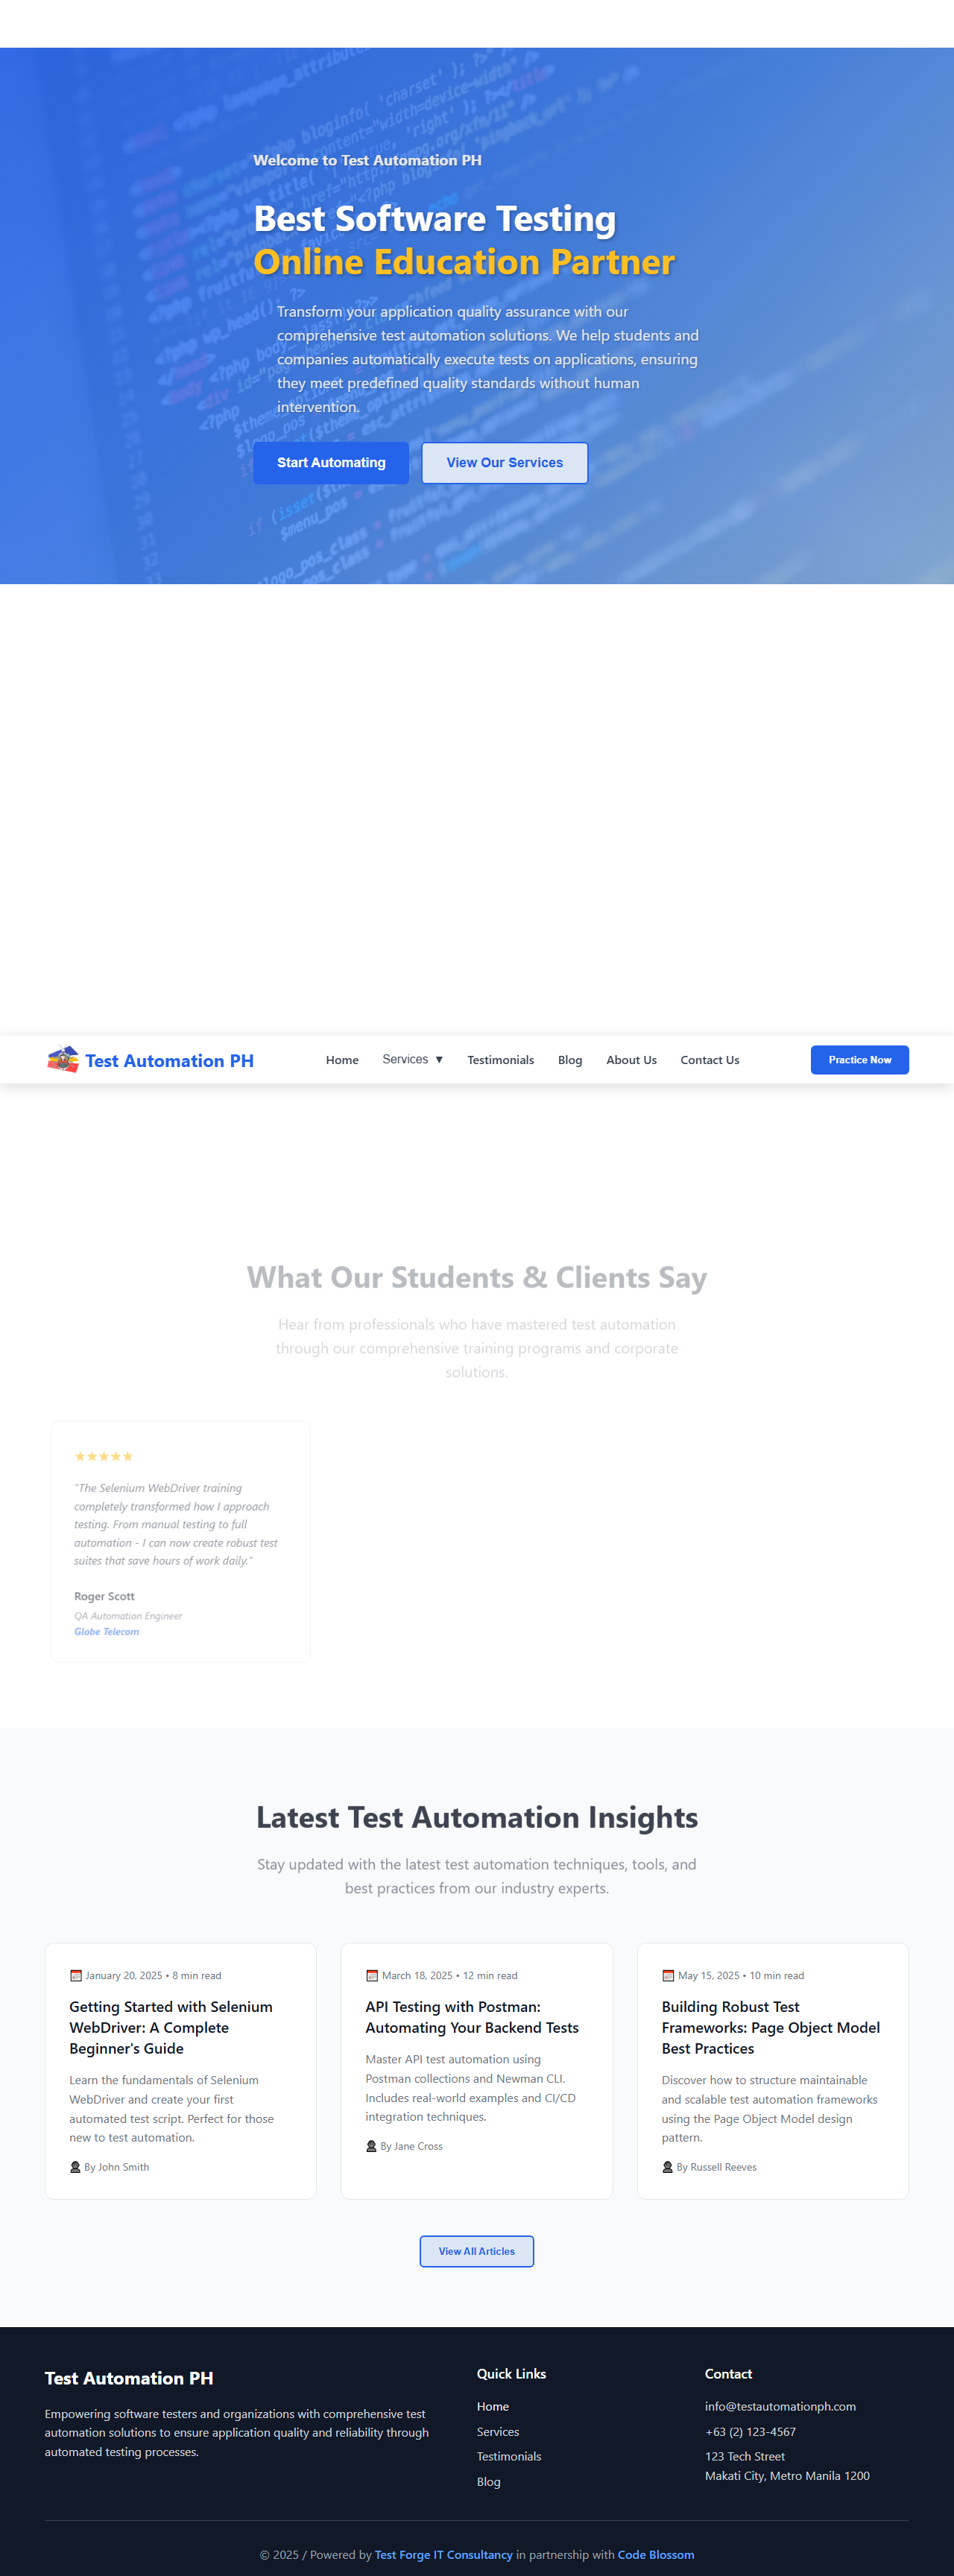 Welcome to Test Automation PH
Best Software Testing
Online Education Partner
Transform your application quality assurance with our
comprehensive test automation solutions. We help students and
companies automatically execute tests on applications, ensuring
they meet predefined quality standards without human
intervention.
Start Automating
View Our Services
Test Automation PH
Home
Services ▼
Testimonials
Blog
About Us
Contact Us
Practice Now
What Our Students & Clients Say
Hear from professionals who have mastered test automation
through our comprehensive training programs and corporate
solutions.
★★★★★
"The Selenium WebDriver training
completely transformed how I approach
testing. From manual testing to full
automation - I can now create robust test
suites that save hours of work daily."
Roger Scott
QA Automation Engineer
Globe Telecom
Latest Test Automation Insights
Stay updated with the latest test automation techniques, tools, and
best practices from our industry experts.
January 20, 2025 • 8 min read
Getting Started with Selenium
WebDriver: A Complete
Beginner's Guide
Learn the fundamentals of Selenium
WebDriver and create your first
automated test script. Perfect for those
new to test automation.
By John Smith
March 18, 2025 • 12 min read
API Testing with Postman:
Automating Your Backend Tests
Master API test automation using
Postman collections and Newman CLI.
Includes real-world examples and CI/CD
integration techniques.
By Jane Cross
May 15, 2025 • 10 min read
Building Robust Test
Frameworks: Page Object Model
Best Practices
Discover how to structure maintainable
and scalable test automation frameworks
using the Page Object Model design
pattern.
By Russell Reeves
View All Articles
Test Automation PH
Empowering software testers and organizations with comprehensive test
automation solutions to ensure application quality and reliability through
automated testing processes.
Quick Links
Home
Services
Testimonials
Blog
Contact
info@testautomationph.com
+63 (2) 123-4567
123 Tech Street
Makati City, Metro Manila 1200
© 2025 / Powered by Test Forge IT Consultancy in partnership with Code Blossom